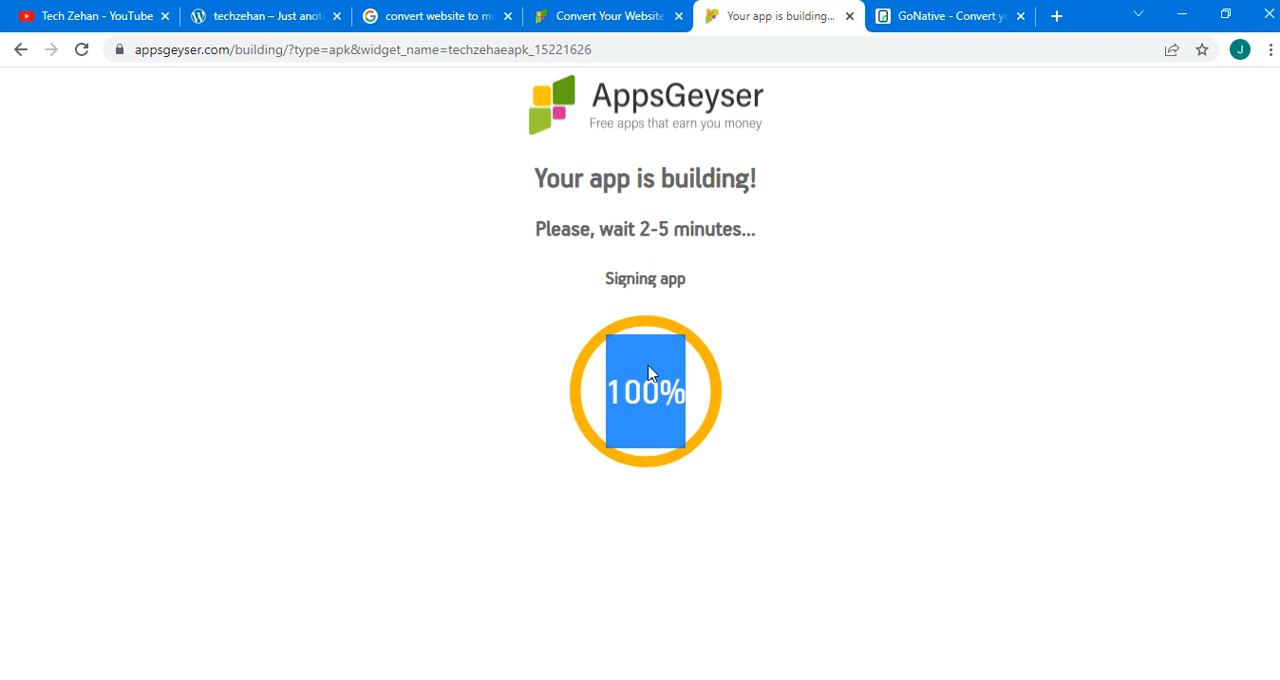 Tech Zehan - YouTube
techzehan – Just anot
convert website to mo
Convert Your Website
Your app is building...
GoNative - Convert yo
appsgeyser.com/building/?type=apk&widget_name=techzehaeapk_15221626
J
AppsGeyser
Free apps that earn you money
Your app is building!
Please, wait 2-5 minutes...
Signing app
100%